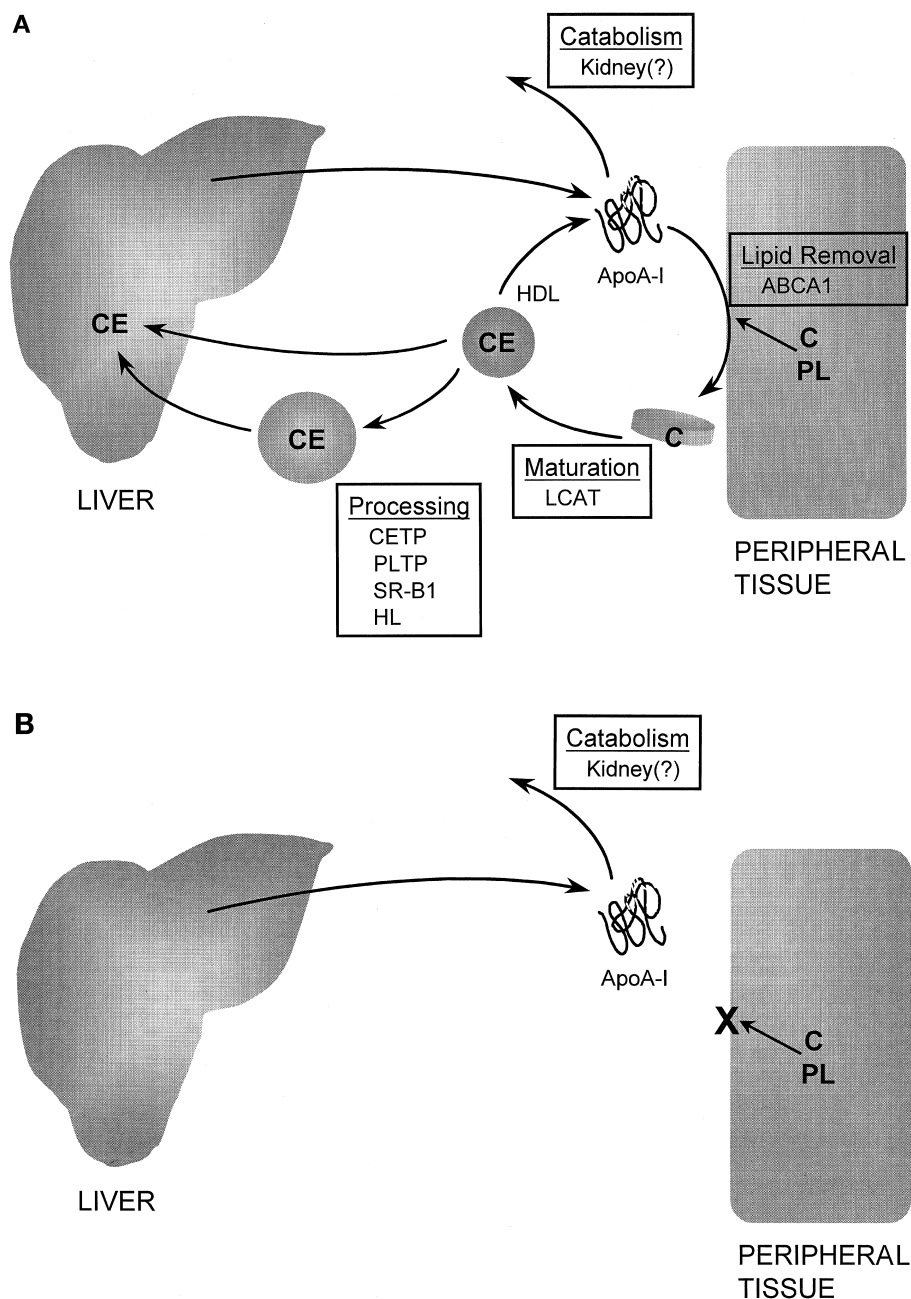 A
Catabolism
Kidney(?)
ApoA-I
Lipid Removal
ABCA1
C
PL
HDL
CE
CE
CE
C
Maturation
LCAT
LIVER
Processing
CETP
PLTP
SR-B1
HL
PERIPHERAL
TISSUE
B
Catabolism
Kidney(?)
ApoA-I
X
C
PL
LIVER
PERIPHERAL
TISSUE